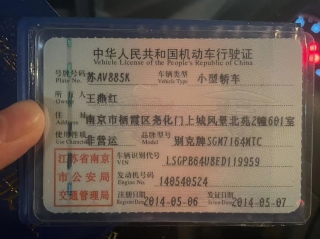 中华人民共和国机动车行驶证
Vehicle License of the People's Republic of China
号牌号码 苏AV885K 车辆类型 小型轿车
Plate No. Vehicle Type
所有人 王燕红
Owner
住址 南京市栖霞区尧化门上城风景北苑2幢601室
Address
使用性质 非营运 品牌型号 别克牌SGM7164MTC
Use Character Model
江苏省南京市公安局交通管理局
车辆识别代号 LSGPB64U8ED119959
VIN
发动机号码 140540524
Engine No.
注册日期 2014-05-06 发证日期 2014-05-07
Register Date Issue Date